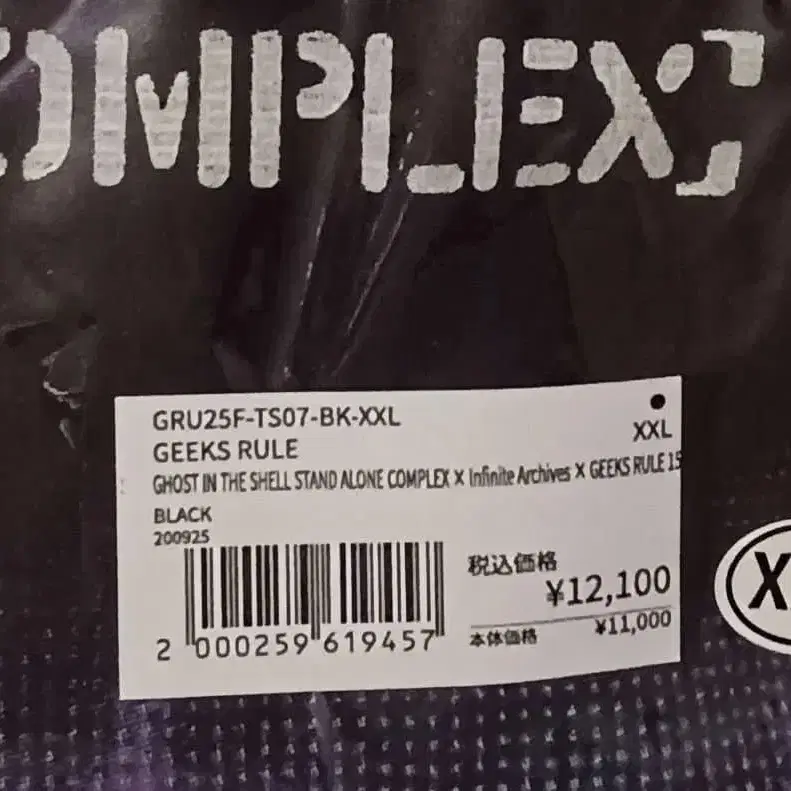 OMPLEX]
GRU25F-TS07-BK-XXL
XXL
GEEKS RULE
GHOST IN THE SHELL STAND ALONE COMPLEX X Infinite Archives X GEEKS RULE 15
BLACK
200925
税込価格
¥12,100
本体価格
¥11,000
2 000259 619457
X